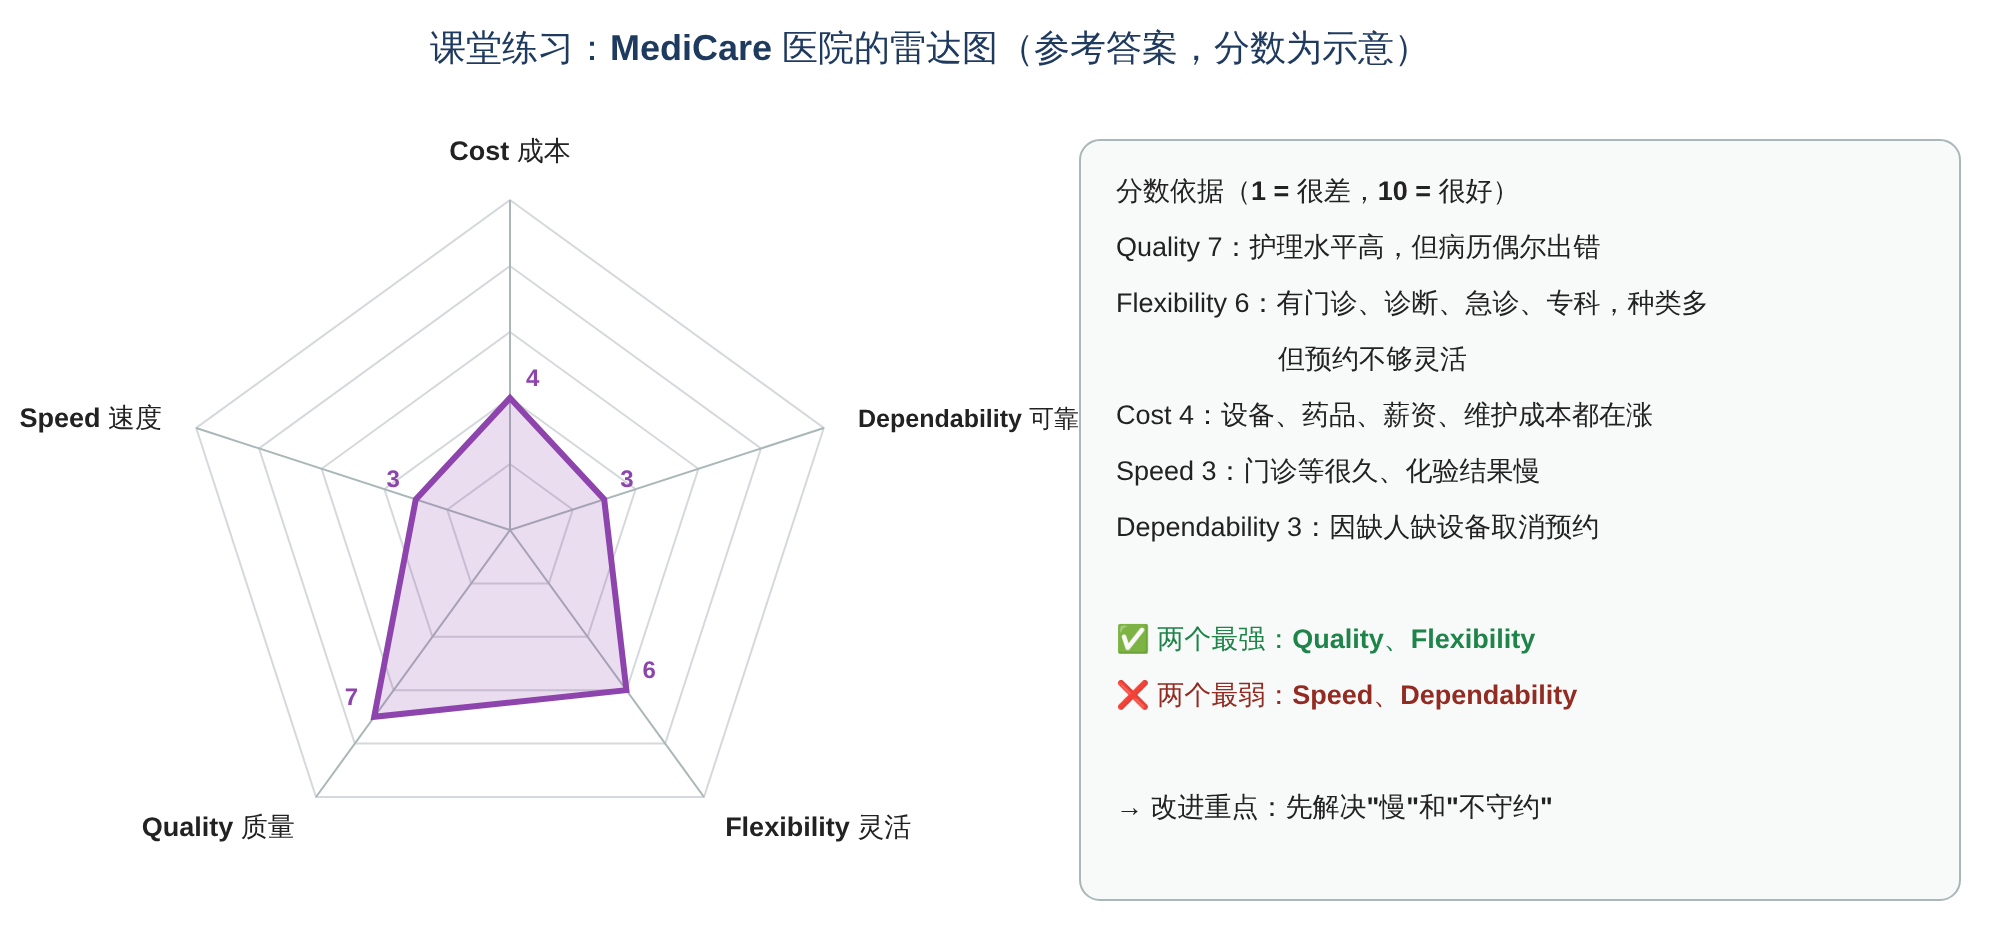 课堂练习：MediCare 医院的雷达图（参考答案，分数为示意）
Cost 成本
Speed 速度
Dependability 可靠
Quality 质量
Flexibility 灵活
4
3
3
7
6
分数依据（1 = 很差，10 = 很好）
Quality 7：护理水平高，但病历偶尔出错
Flexibility 6：有门诊、诊断、急诊、专科，种类多
但预约不够灵活
Cost 4：设备、药品、薪资、维护成本都在涨
Speed 3：门诊等很久、化验结果慢
Dependability 3：因缺人缺设备取消预约
✅ 两个最强：Quality、Flexibility
❌ 两个最弱：Speed、Dependability
→ 改进重点：先解决"慢"和"不守约"